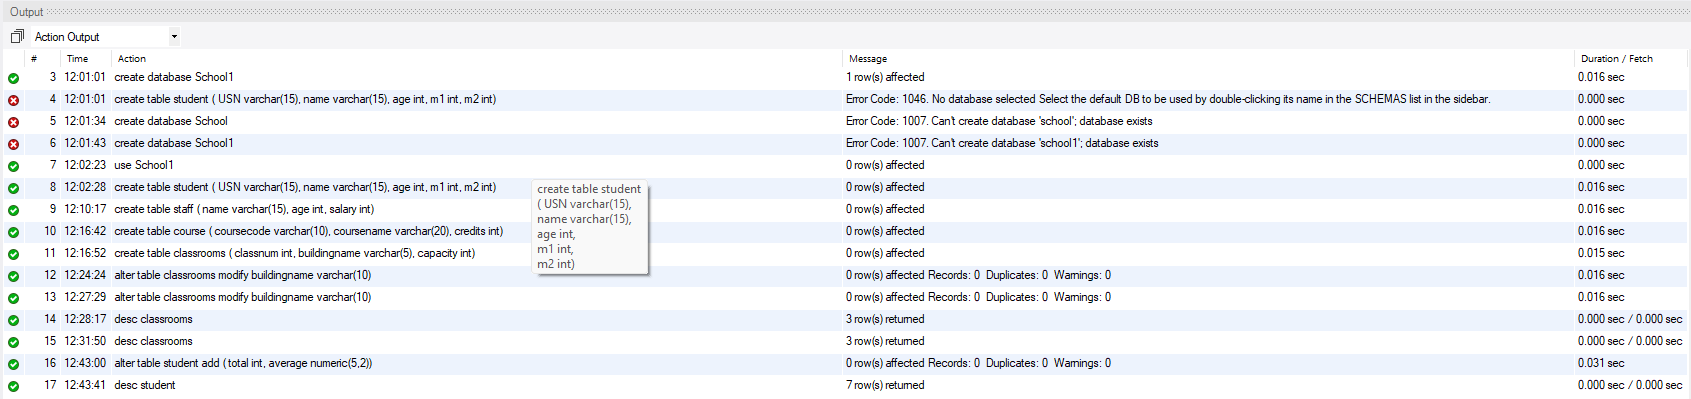 Output
Action Output
# Time Action Message Duration / Fetch
3 12:01:01 create database School1 1 row(s) affected 0.016 sec
4 12:01:01 create table student ( USN varchar(15), name varchar(15), age int, m1 int, m2 int) Error Code: 1046. No database selected Select the default DB to be used by double-clicking its name in the SCHEMAS list in the sidebar. 0.000 sec
5 12:01:34 create database School Error Code: 1007. Can't create database 'school'; database exists 0.000 sec
6 12:01:43 create database School1 Error Code: 1007. Can't create database 'school1'; database exists 0.000 sec
7 12:02:23 use School1 0 row(s) affected 0.000 sec
8 12:02:28 create table student ( USN varchar(15), name varchar(15), age int, m1 int, m2 int) 0 row(s) affected 0.016 sec
9 12:10:17 create table staff ( name varchar(15), age int, salary int) 0 row(s) affected 0.016 sec
10 12:16:42 create table course ( coursecode varchar(10), coursename varchar(20), credits int) 0 row(s) affected 0.016 sec
11 12:16:52 create table classrooms ( classnum int, buildingname varchar(5), capacity int) 0 row(s) affected 0.015 sec
12 12:24:24 alter table classrooms modify buildingname varchar(10) 0 row(s) affected Records: 0 Duplicates: 0 Warnings: 0 0.016 sec
13 12:27:29 alter table classrooms modify buildingname varchar(10) 0 row(s) affected Records: 0 Duplicates: 0 Warnings: 0 0.016 sec
14 12:28:17 desc classrooms 3 row(s) returned 0.000 sec / 0.000 sec
15 12:31:50 desc classrooms 3 row(s) returned 0.000 sec / 0.000 sec
16 12:43:00 alter table student add ( total int, average numeric(5,2)) 0 row(s) affected Records: 0 Duplicates: 0 Warnings: 0 0.031 sec
17 12:43:41 desc student 7 row(s) returned 0.000 sec / 0.000 sec
create table student
( USN varchar(15),
name varchar(15),
age int,
m1 int,
m2 int)